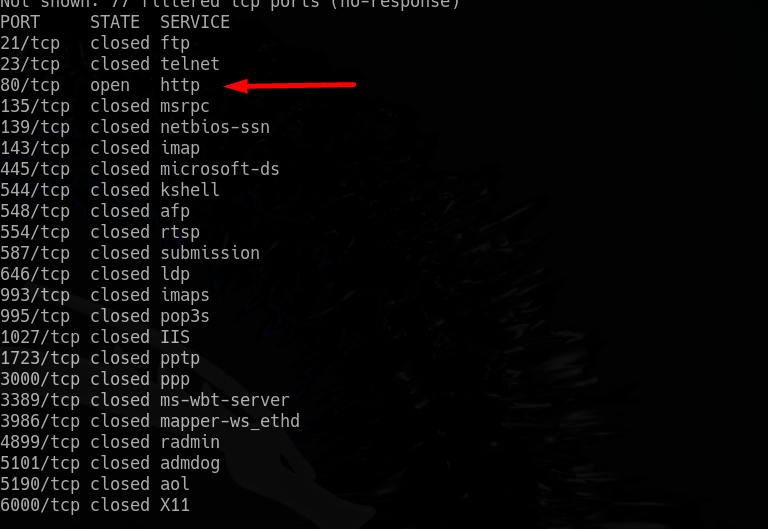 Not shown: 77 filtered tcp ports (no-response)
PORT     STATE  SERVICE
21/tcp   closed ftp
23/tcp   closed telnet
80/tcp   open   http
135/tcp  closed msrpc
139/tcp  closed netbios-ssn
143/tcp  closed imap
445/tcp  closed microsoft-ds
544/tcp  closed kshell
548/tcp  closed afp
554/tcp  closed rtsp
587/tcp  closed submission
646/tcp  closed ldp
993/tcp  closed imaps
995/tcp  closed pop3s
1027/tcp closed IIS
1723/tcp closed pptp
3000/tcp closed ppp
3389/tcp closed ms-wbt-server
3986/tcp closed mapper-ws_ethd
4899/tcp closed radmin
5101/tcp closed admdog
5190/tcp closed aol
6000/tcp closed X11